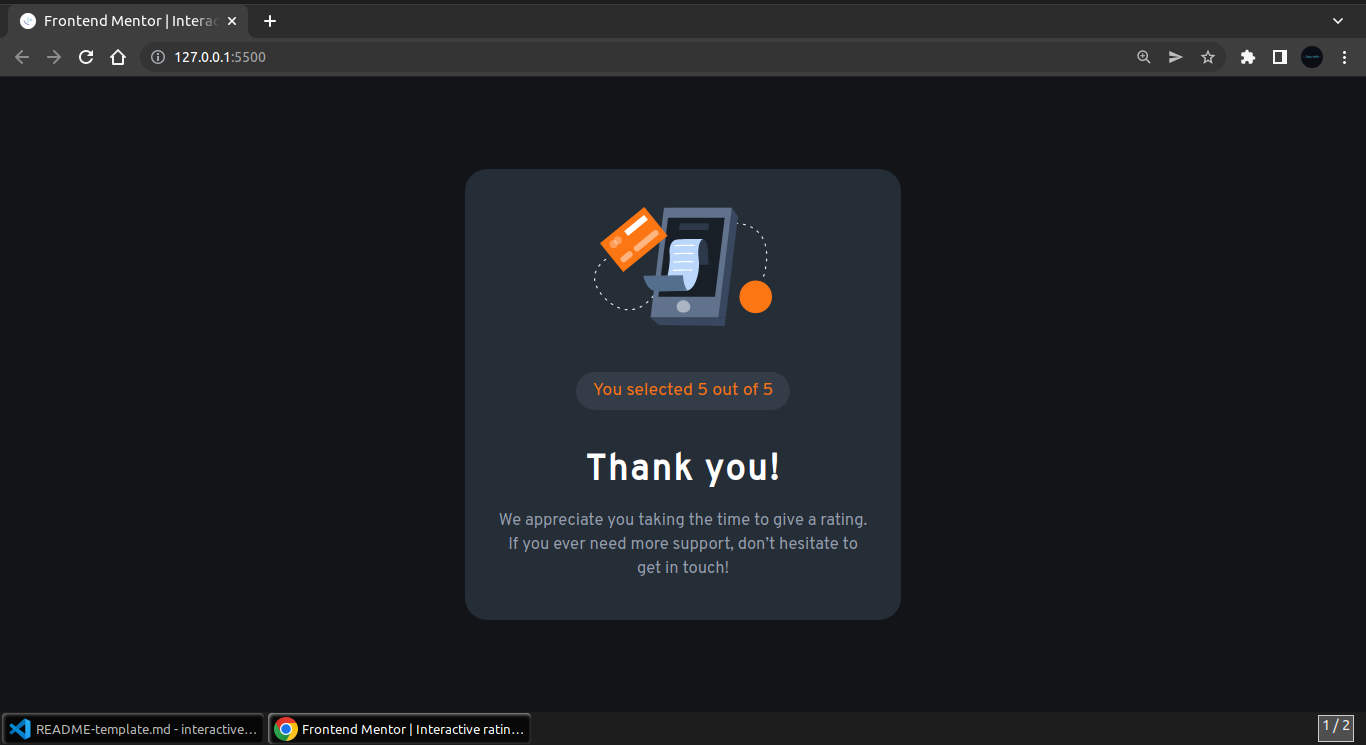 Frontend Mentor | Interac
127.0.0.1:5500
You selected 5 out of 5
Thank you!
We appreciate you taking the time to give a rating.
If you ever need more support, don’t hesitate to
get in touch!
README-template.md - interactive…
Frontend Mentor | Interactive ratin…
1 / 2